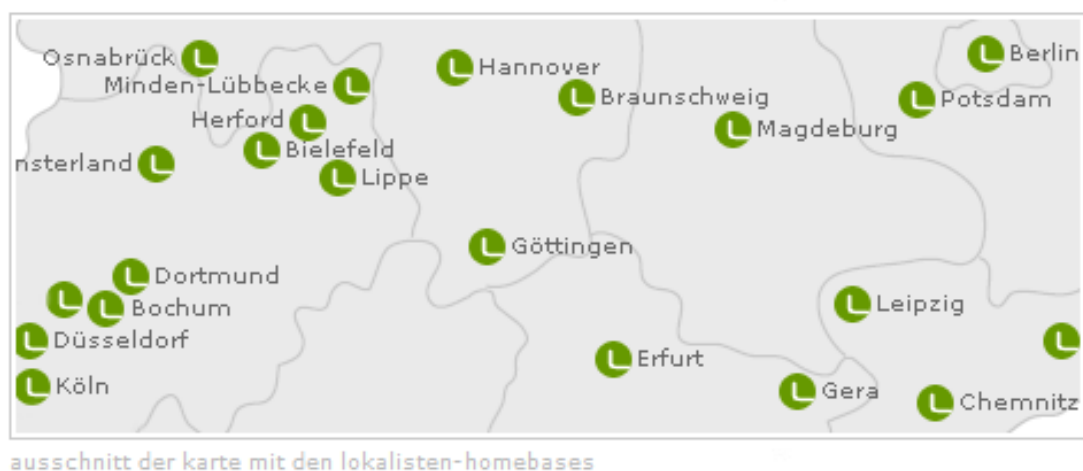 Osnabrück
Berlin
Hannover
Minden-Lübbecke
Braunschweig
Potsdam
Herford
Magdeburg
Bielefeld
nsterland
Lippe
Göttingen
Dortmund
Bochum
Leipzig
Düsseldorf
Erfurt
Köln
Gera
Chemnitz
ausschnitt der karte mit den lokalisten-homebases